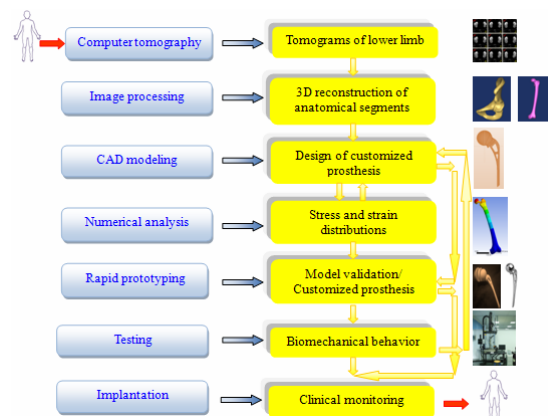 Computer tomography
Tomograms of lower limb
Image processing
3D reconstruction of
anatomical segments
CAD modeling
Design of customized
prosthesis
Numerical analysis
Stress and strain
distributions
Rapid prototyping
Model validation/
Customized prosthesis
Testing
Biomechanical behavior
Implantation
Clinical monitoring